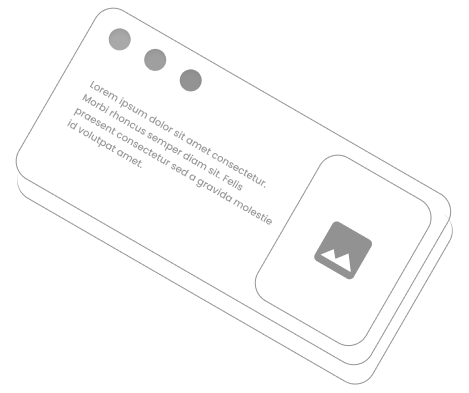 Lorem ipsum dolor sit amet consectetur.
Morbi rhoncus semper diam sit. Felis
praesent consectetur sed a gravida molestie
id volutpat amet.